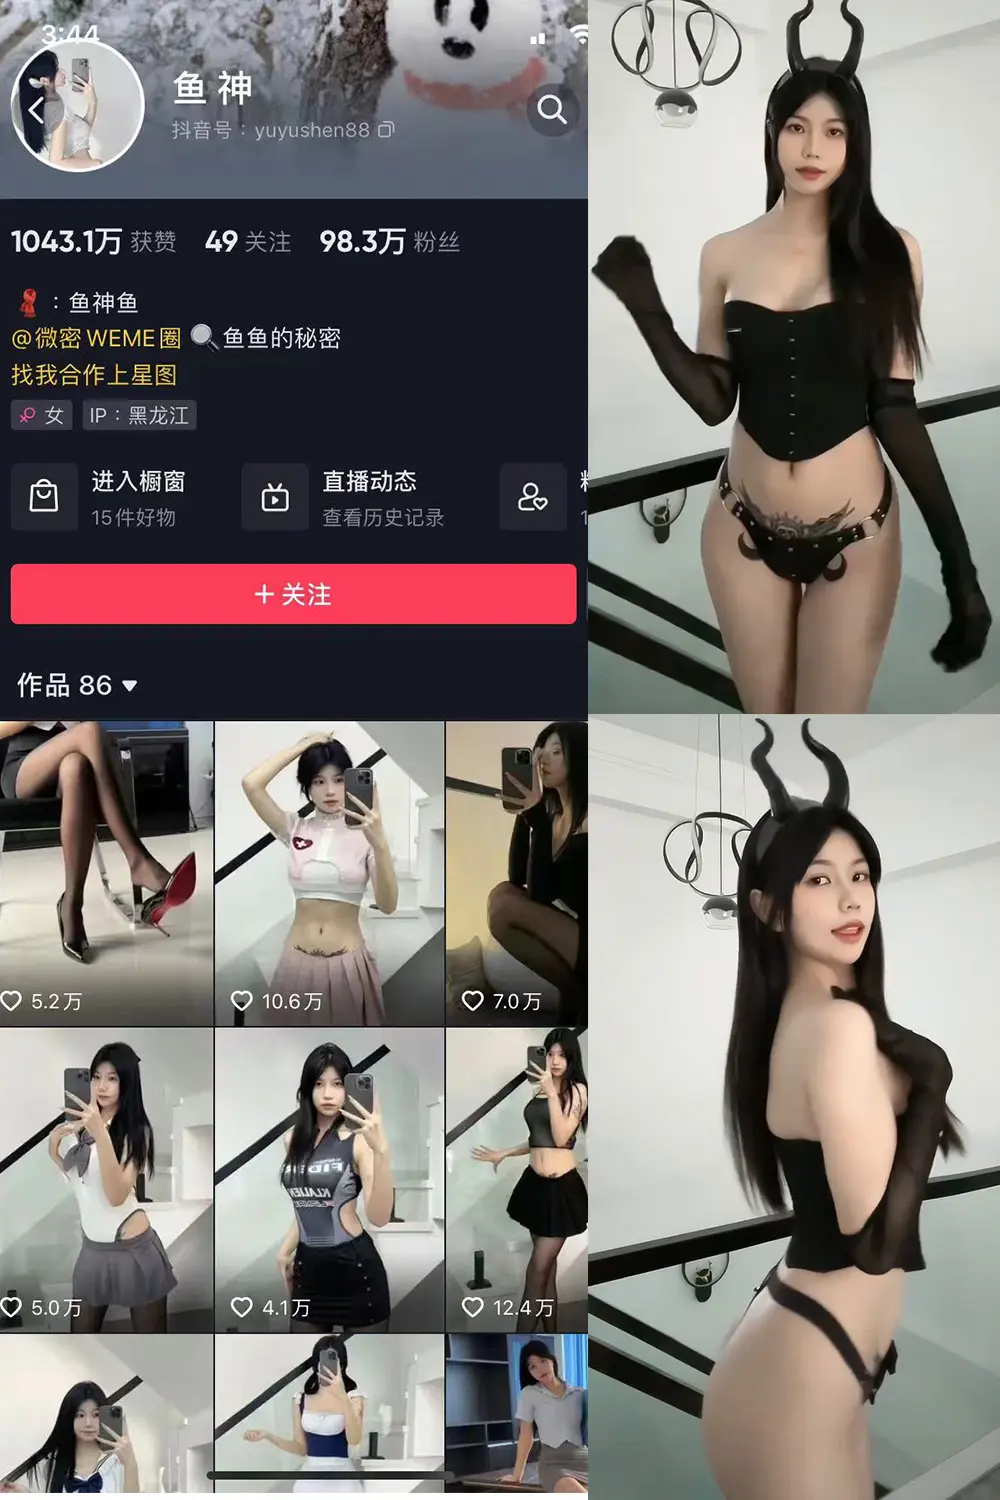 3:44
鱼 神
抖音号：yuyushen88
1043.1万 获赞 49 关注 98.3万 粉丝
：鱼神鱼
@微密 WEME圈 鱼鱼的秘密
找我合作上星图
女 IP：黑龙江
进入橱窗 直播动态
15件好物 查看历史记录
+ 关注
作品 86
5.2万 10.6万 7.0万
5.0万 4.1万 12.4万